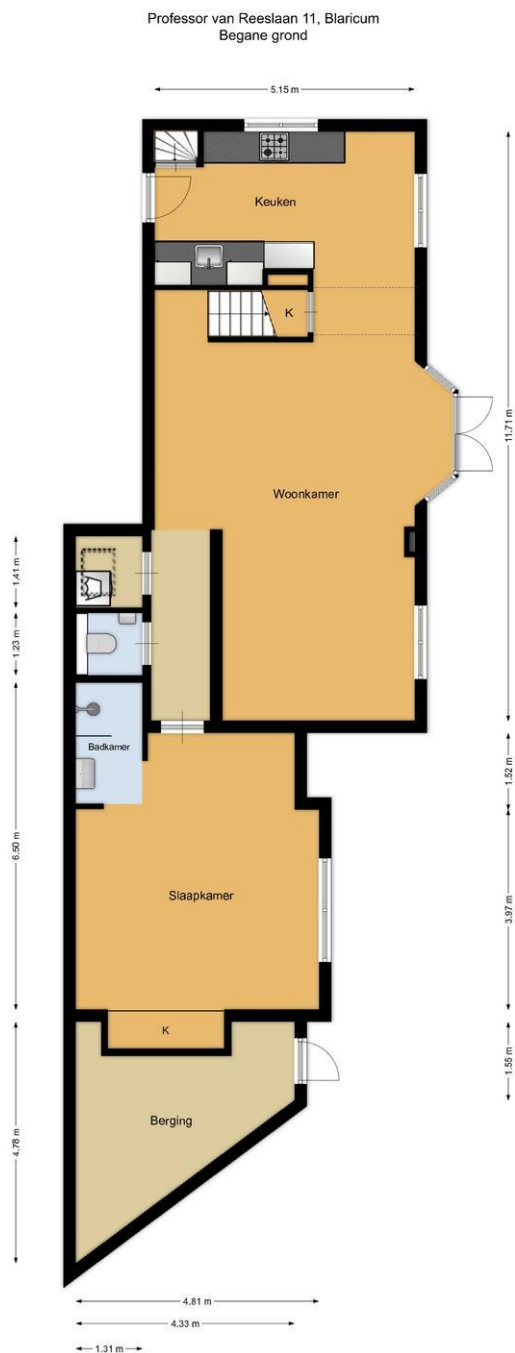 Professor van Reeslaan 11, Blaricum
Begane grond
5.15 m
Keuken
K
11.71 m
Woonkamer
1.41 m
1.23 m
Badkamer
1.52 m
6.50 m
Slaapkamer
3.97 m
K
1.55 m
Berging
4.78 m
4.81 m
4.33 m
1.31 m